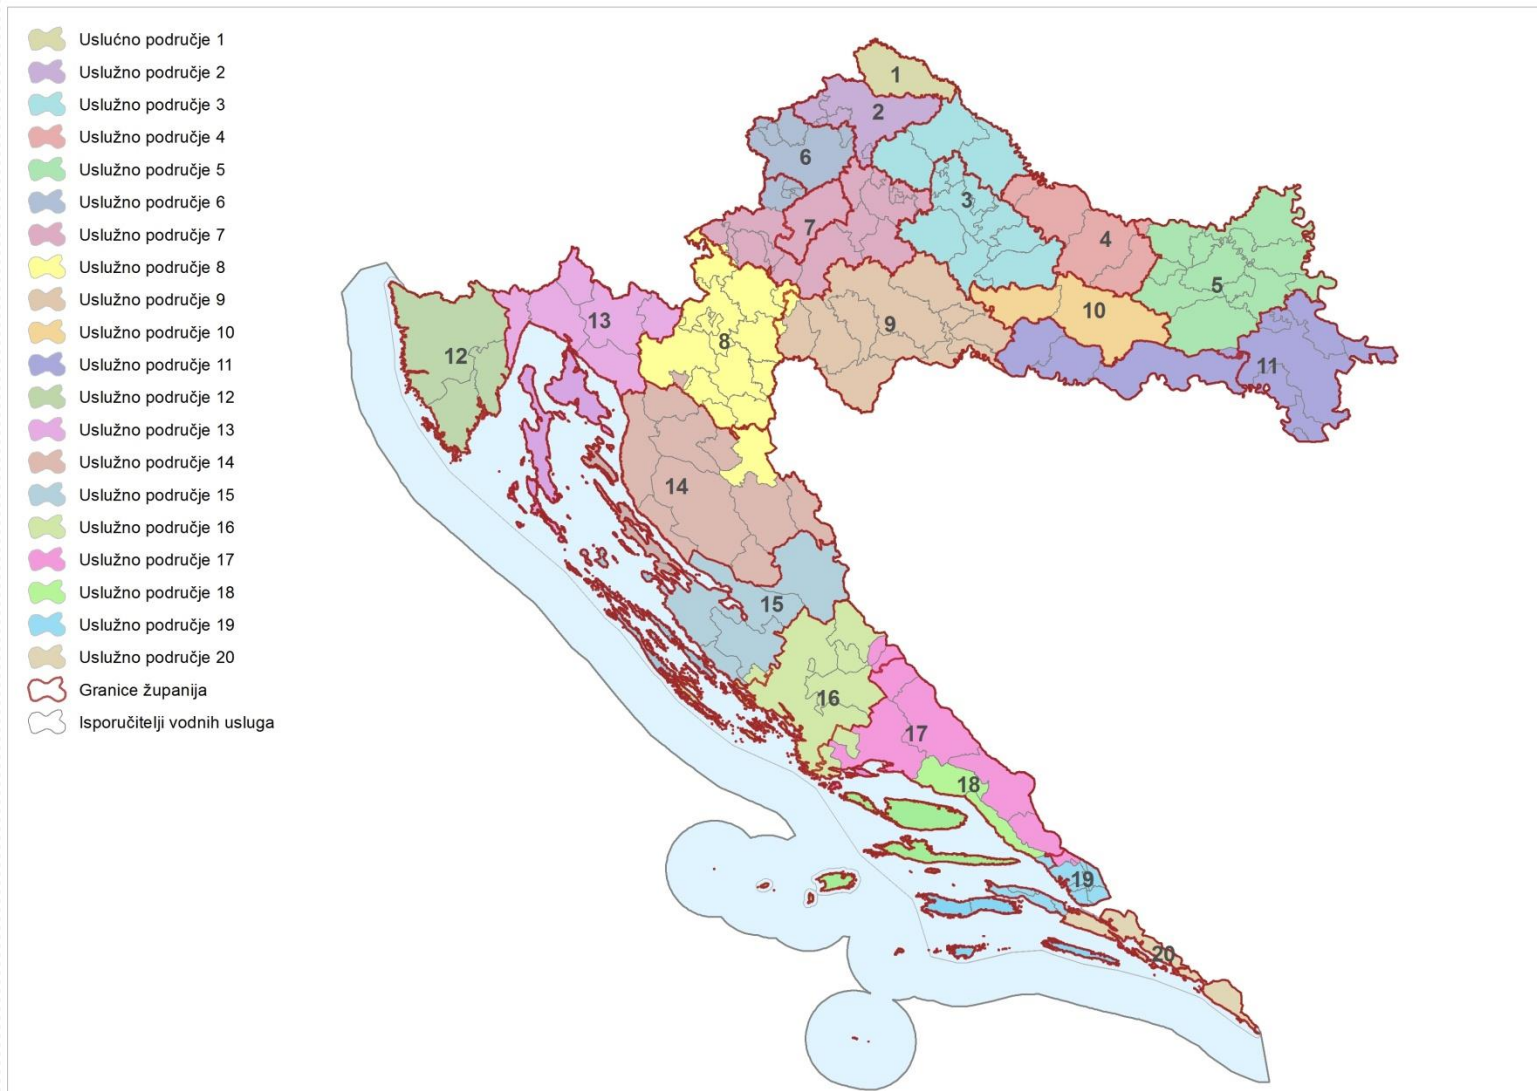 Uslućno područje 1
Uslužno područje 2
Uslužno područje 3
Uslužno područje 4
Uslužno područje 5
Uslužno područje 6
Uslužno područje 7
Uslužno područje 8
Uslužno područje 9
Uslužno područje 10
Uslužno područje 11
Uslužno područje 12
Uslužno područje 13
Uslužno područje 14
Uslužno područje 15
Uslužno područje 16
Uslužno područje 17
Uslužno područje 18
Uslužno područje 19
Uslužno područje 20
Granice županija
Isporučitelji vodnih usluga
1
2
6
3
7
4
5
10
13
9
8
12
11
14
15
16
17
18
19
20